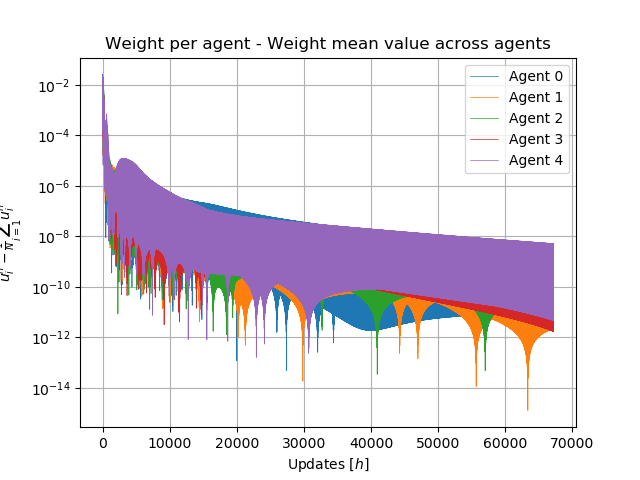 Weight per agent - Weight mean value across agents
10⁻²
10⁻⁴
10⁻⁶
10⁻⁸
10⁻¹⁰
10⁻¹²
10⁻¹⁴
Agent 0
Agent 1
Agent 2
Agent 3
Agent 4
0 10000 20000 30000 40000 50000 60000 70000
Updates [h]